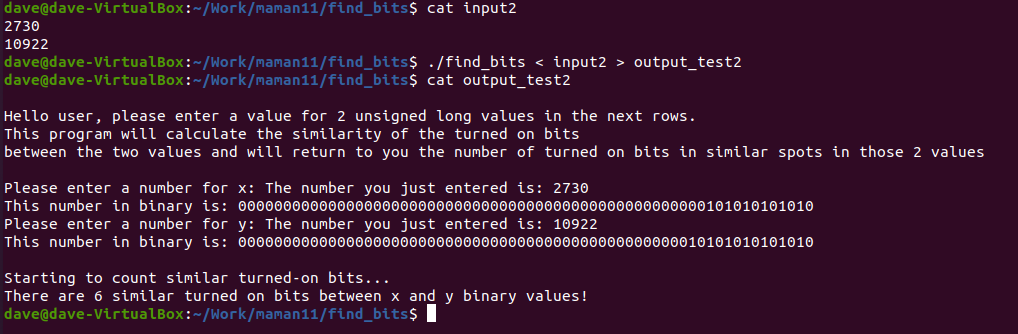 dave@dave-VirtualBox:~/Work/maman11/find_bits$ cat input2
2730
10922
dave@dave-VirtualBox:~/Work/maman11/find_bits$ ./find_bits < input2 > output_test2
dave@dave-VirtualBox:~/Work/maman11/find_bits$ cat output_test2
Hello user, please enter a value for 2 unsigned long values in the next rows.
This program will calculate the similarity of the turned on bits
between the two values and will return to you the number of turned on bits in similar spots in those 2 values
Please enter a number for x: The number you just entered is: 2730
This number in binary is: 0000000000000000000000000000000000000000000000000000101010101010
Please enter a number for y: The number you just entered is: 10922
This number in binary is: 0000000000000000000000000000000000000000000000000010101010101010
Starting to count similar turned-on bits...
There are 6 similar turned on bits between x and y binary values!
dave@dave-VirtualBox:~/Work/maman11/find_bits$